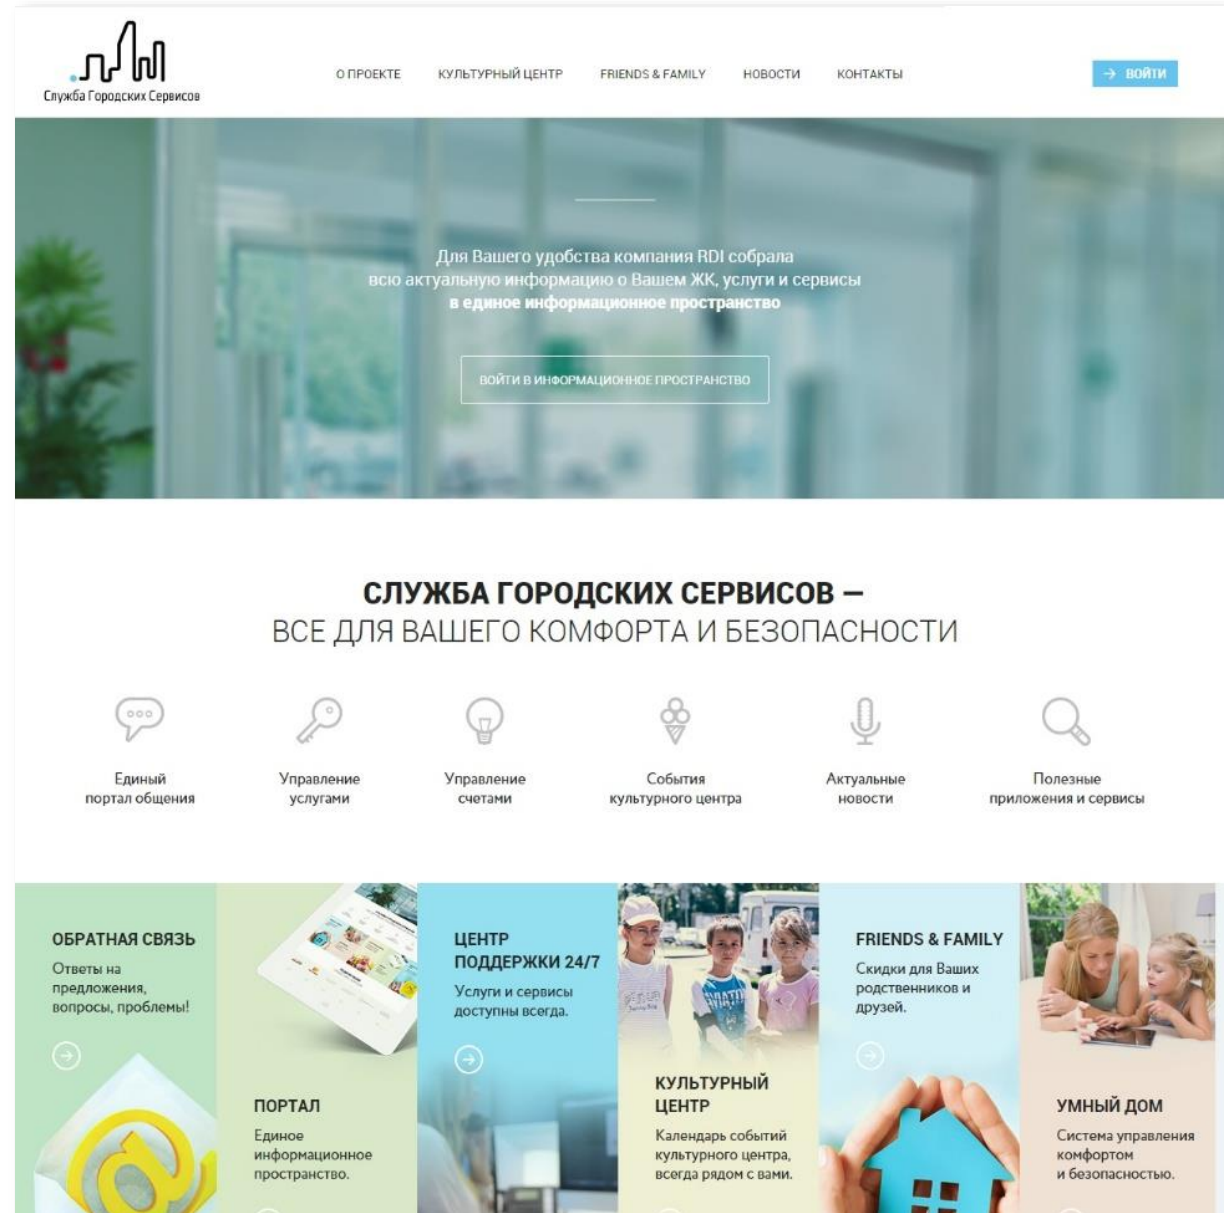 Служба Городских Сервисов
О ПРОЕКТЕ КУЛЬТУРНЫЙ ЦЕНТР FRIENDS & FAMILY НОВОСТИ КОНТАКТЫ
→ ВОЙТИ
Для Вашего удобства компания RDI собрала
всю актуальную информацию о Вашем ЖК, услуги и сервисы
в единое информационное пространство
ВОЙТИ В ИНФОРМАЦИОННОЕ ПРОСТРАНСТВО
СЛУЖБА ГОРОДСКИХ СЕРВИСОВ —
ВСЕ ДЛЯ ВАШЕГО КОМФОРТА И БЕЗОПАСНОСТИ
Единый
портал общения
Управление
услугами
Управление
счетами
События
культурного центра
Актуальные
новости
Полезные
приложения и сервисы
ОБРАТНАЯ СВЯЗЬ
Ответы на
предложения,
вопросы, проблемы!
ПОРТАЛ
Единое
информационное
пространство.
ЦЕНТР
ПОДДЕРЖКИ 24/7
Услуги и сервисы
доступны всегда.
КУЛЬТУРНЫЙ
ЦЕНТР
Календарь событий
культурного центра,
всегда рядом с вами.
FRIENDS & FAMILY
Скидки для Ваших
родственников и
друзей.
УМНЫЙ ДОМ
Система управления
комфортом
и безопасностью.